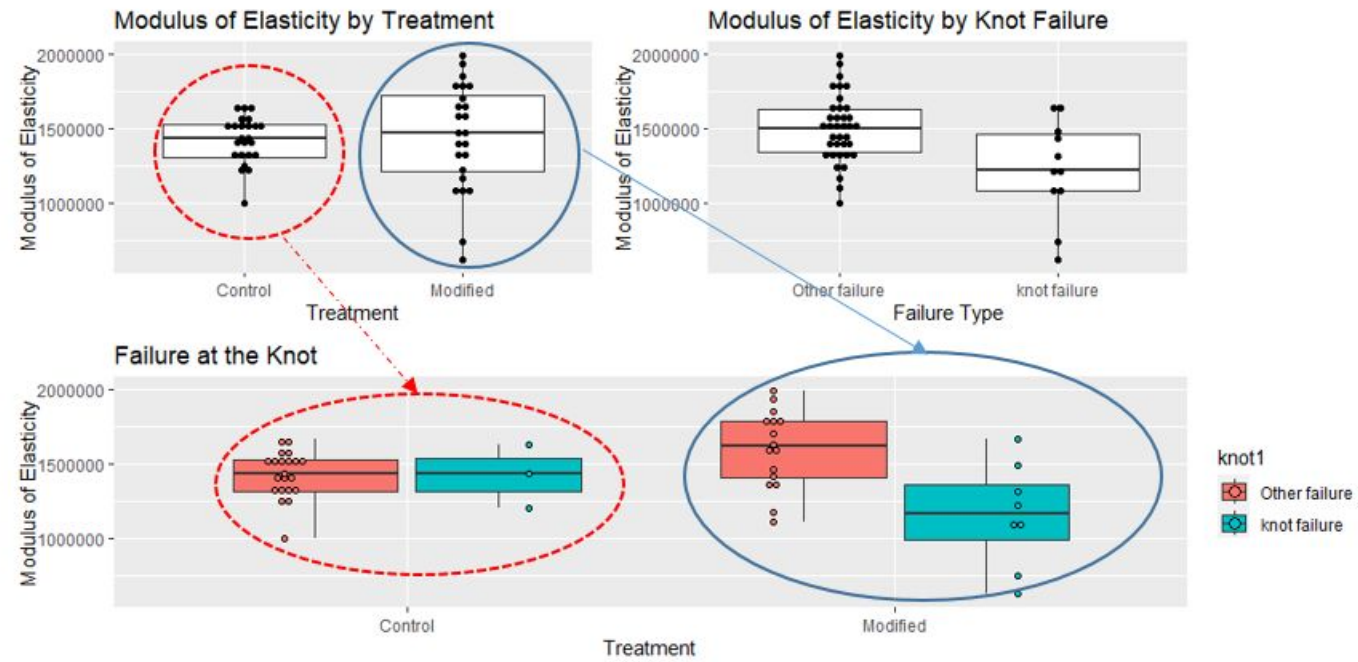 Modulus of Elasticity by Treatment
Modulus of Elasticity
2000000
1500000
1000000
Control
Modified
Treatment
Modulus of Elasticity by Knot Failure
Modulus of Elasticity
2000000
1500000
1000000
Other failure
knot failure
Failure Type
Failure at the Knot
Modulus of Elasticity
2000000
1500000
1000000
Control
Modified
Treatment
knot1
Other failure
knot failure